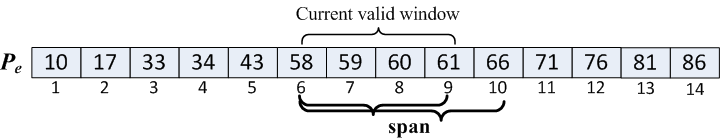 Current valid window
Pe 10 17 33 34 43 58 59 60 61 66 71 76 81 86
1 2 3 4 5 6 7 8 9 10 11 12 13 14
span